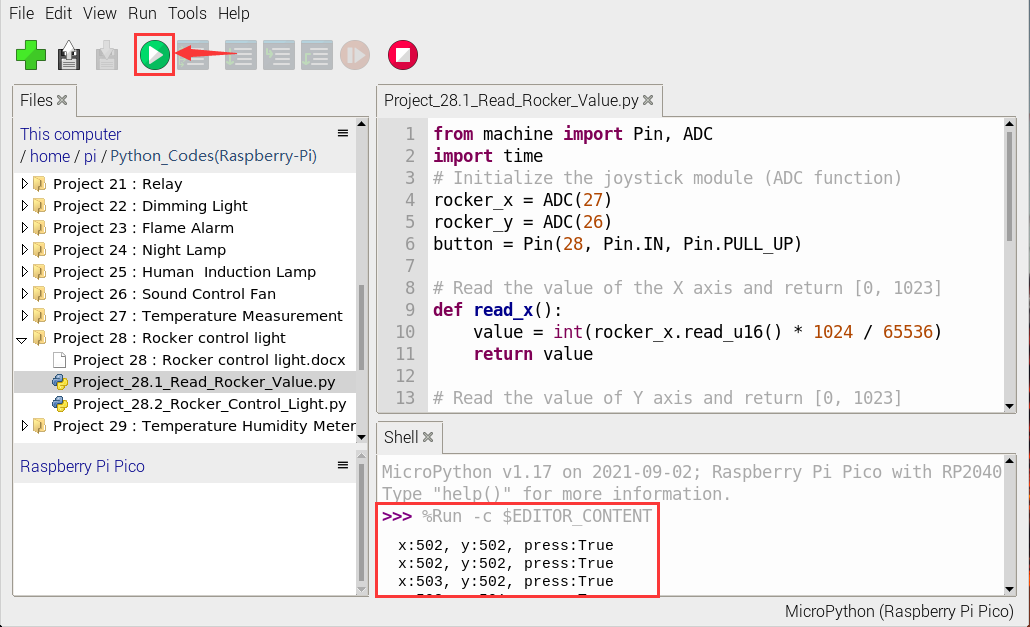 File Edit View Run Tools Help
Files
This computer
/ home / pi / Python_Codes(Raspberry-Pi)
Project 21 : Relay
Project 22 : Dimming Light
Project 23 : Flame Alarm
Project 24 : Night Lamp
Project 25 : Human  Induction Lamp
Project 26 : Sound Control Fan
Project 27 : Temperature Measurement
Project 28 : Rocker control light
Project 28 : Rocker control light.docx
Project_28.1_Read_Rocker_Value.py
Project_28.2_Rocker_Control_Light.py
Project 29 : Temperature Humidity Meter
Raspberry Pi Pico
Project_28.1_Read_Rocker_Value.py
1 from machine import Pin, ADC
2 import time
3 # Initialize the joystick module (ADC function)
4 rocker_x = ADC(27)
5 rocker_y = ADC(26)
6 button = Pin(28, Pin.IN, Pin.PULL_UP)
7
8 # Read the value of the X axis and return [0, 1023]
9 def read_x():
10     value = int(rocker_x.read_u16() * 1024 / 65536)
11     return value
12
13 # Read the value of Y axis and return [0, 1023]
Shell
MicroPython v1.17 on 2021-09-02; Raspberry Pi Pico with RP2040
Type "help()" for more information.
>>> %Run -c $EDITOR_CONTENT
x:502, y:502, press:True
x:502, y:502, press:True
x:503, y:502, press:True
MicroPython (Raspberry Pi Pico)